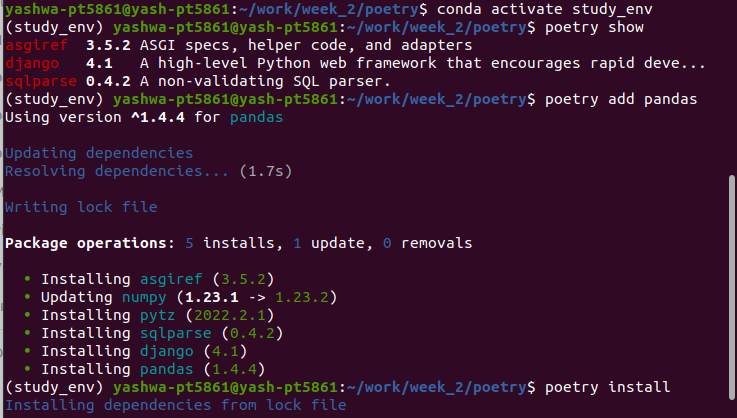 yashwa-pt5861@yash-pt5861:~/work/week_2/poetry$ conda activate study_env
(study_env) yashwa-pt5861@yash-pt5861:~/work/week_2/poetry$ poetry show
asgiref  3.5.2 ASGI specs, helper code, and adapters
django   4.1   A high-level Python web framework that encourages rapid deve...
sqlparse 0.4.2 A non-validating SQL parser.
(study_env) yashwa-pt5861@yash-pt5861:~/work/week_2/poetry$ poetry add pandas
Using version ^1.4.4 for pandas
Updating dependencies
Resolving dependencies... (1.7s)
Writing lock file
Package operations: 5 installs, 1 update, 0 removals
• Installing asgiref (3.5.2)
• Updating numpy (1.23.1 -> 1.23.2)
• Installing pytz (2022.2.1)
• Installing sqlparse (0.4.2)
• Installing django (4.1)
• Installing pandas (1.4.4)
(study_env) yashwa-pt5861@yash-pt5861:~/work/week_2/poetry$ poetry install
Installing dependencies from lock file